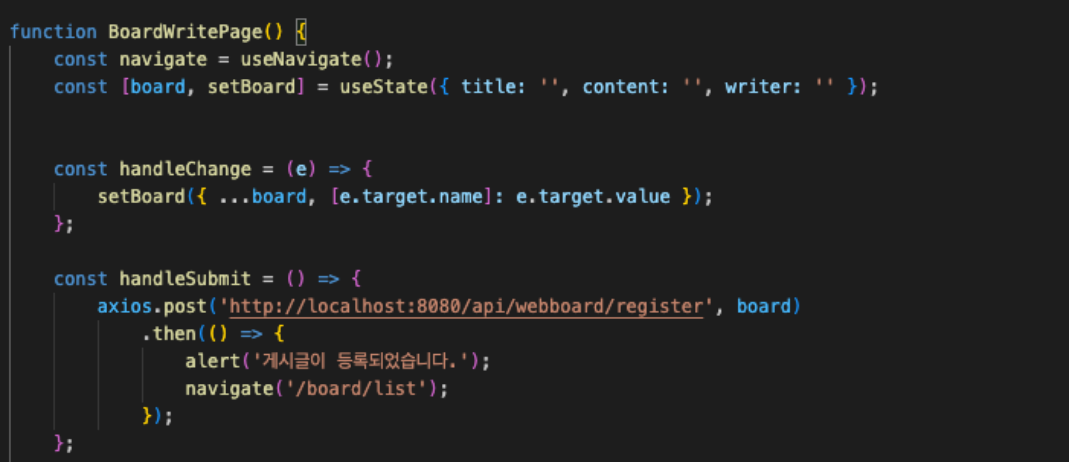 function BoardWritePage() {
    const navigate = useNavigate();
    const [board, setBoard] = useState({ title: '', content: '', writer: '' });
    const handleChange = (e) => {
        setBoard({ ...board, [e.target.name]: e.target.value });
    };
    const handleSubmit = () => {
        axios.post('http://localhost:8080/api/webboard/register', board)
            .then(() => {
                alert('게시글이 등록되었습니다.');
                navigate('/board/list');
            });
    };